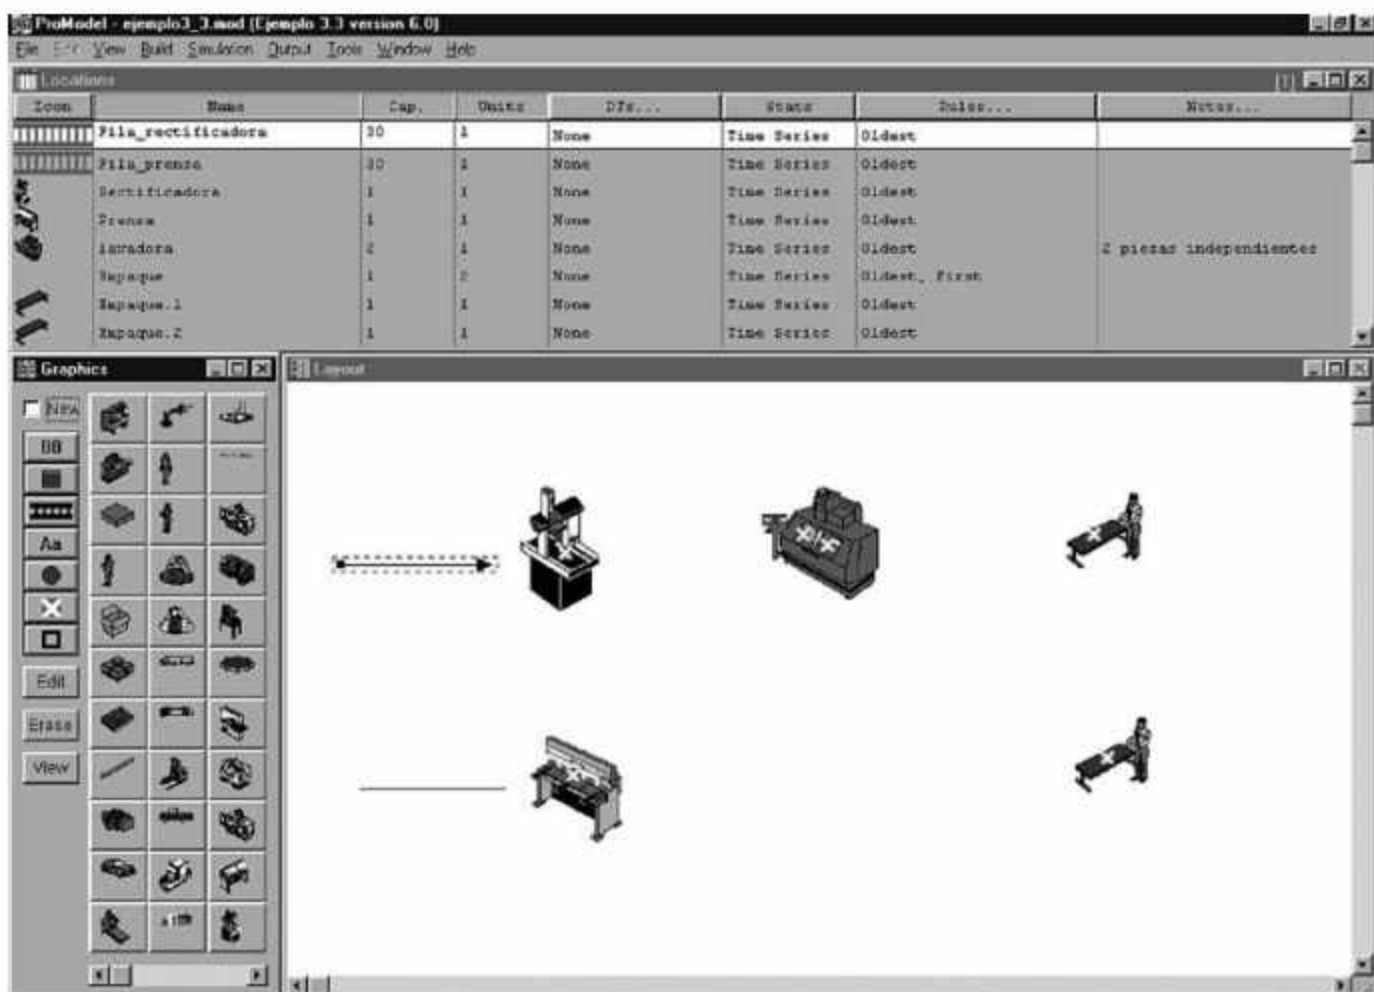 ProModel - ejemplo3_3.mod (Ejemplo 3.3 version 6.0)
File Edit View Build Simulation Output Tools Window Help
Locations [1]
Icon Name Cap. Units DTs... Stats Rules... Notes...
Fila_rectificadora 30 1 None Time Series Oldest
Fila_prensa 30 1 None Time Series Oldest
Rectificadora 1 1 None Time Series Oldest
Prensa 1 1 None Time Series Oldest
lavadora 2 1 None Time Series Oldest 2 piezas independientes
Empaque 1 2 None Time Series Oldest, First
Empaque.1 1 1 None Time Series Oldest
Empaque.2 1 1 None Time Series Oldest
Graphics
Layout
New
Aa
Edit
Erase
View